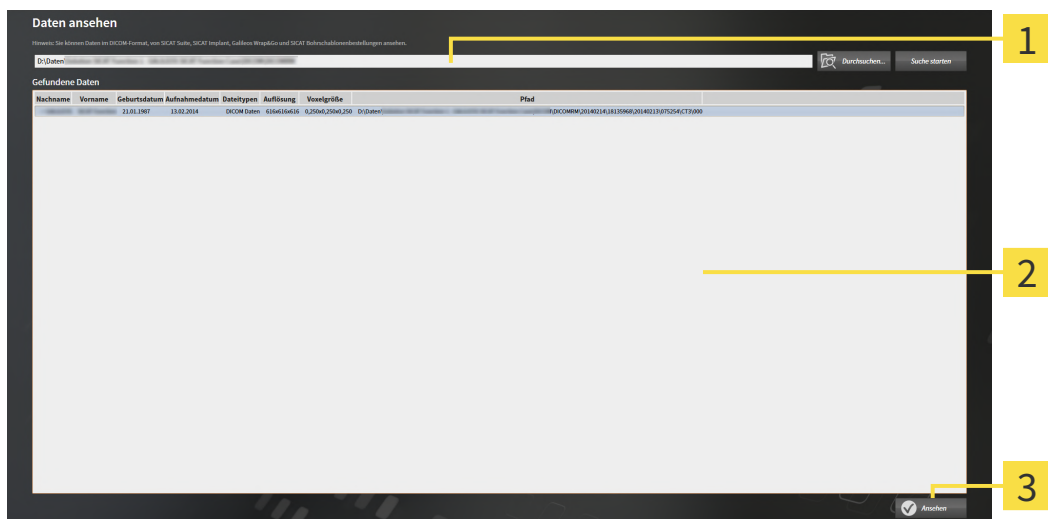 Daten ansehen
1
Hinweis: Sie können Daten im DICOM-Format, von SICAT Suite, SICAT Implant, Galileos Wrap&Go und SICAT Bohrschablonenbestellungen ansehen.
D:\Daten
Durchsuchen...
Suche starten
Gefundene Daten
Nachname Vorname Geburtsdatum Aufnahmedatum Dateitypen Auflösung Voxelgröße Pfad
21.01.1987 13.02.2014 DICOM Daten 616x616x616 0,250x0,250x0,250 D:\Daten \DICOMRM\20140214\18135968\20140213\075254\CT3\000
2
3
Ansehen